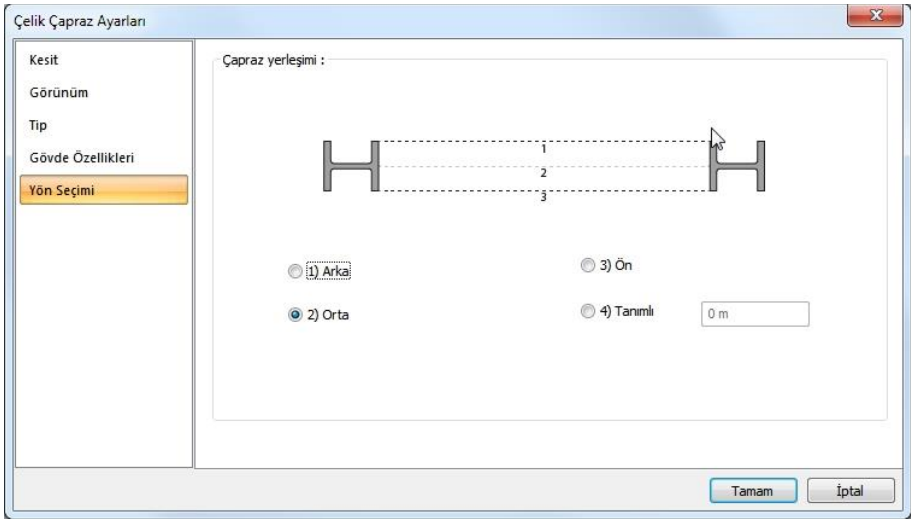 Çelik Çapraz Ayarları
Kesit
Görünüm
Tip
Gövde Özellikleri
Yön Seçimi
Çapraz yerleşimi :
1
2
3
1) Arka
3) Ön
2) Orta
4) Tanımlı
0 m
Tamam
İptal